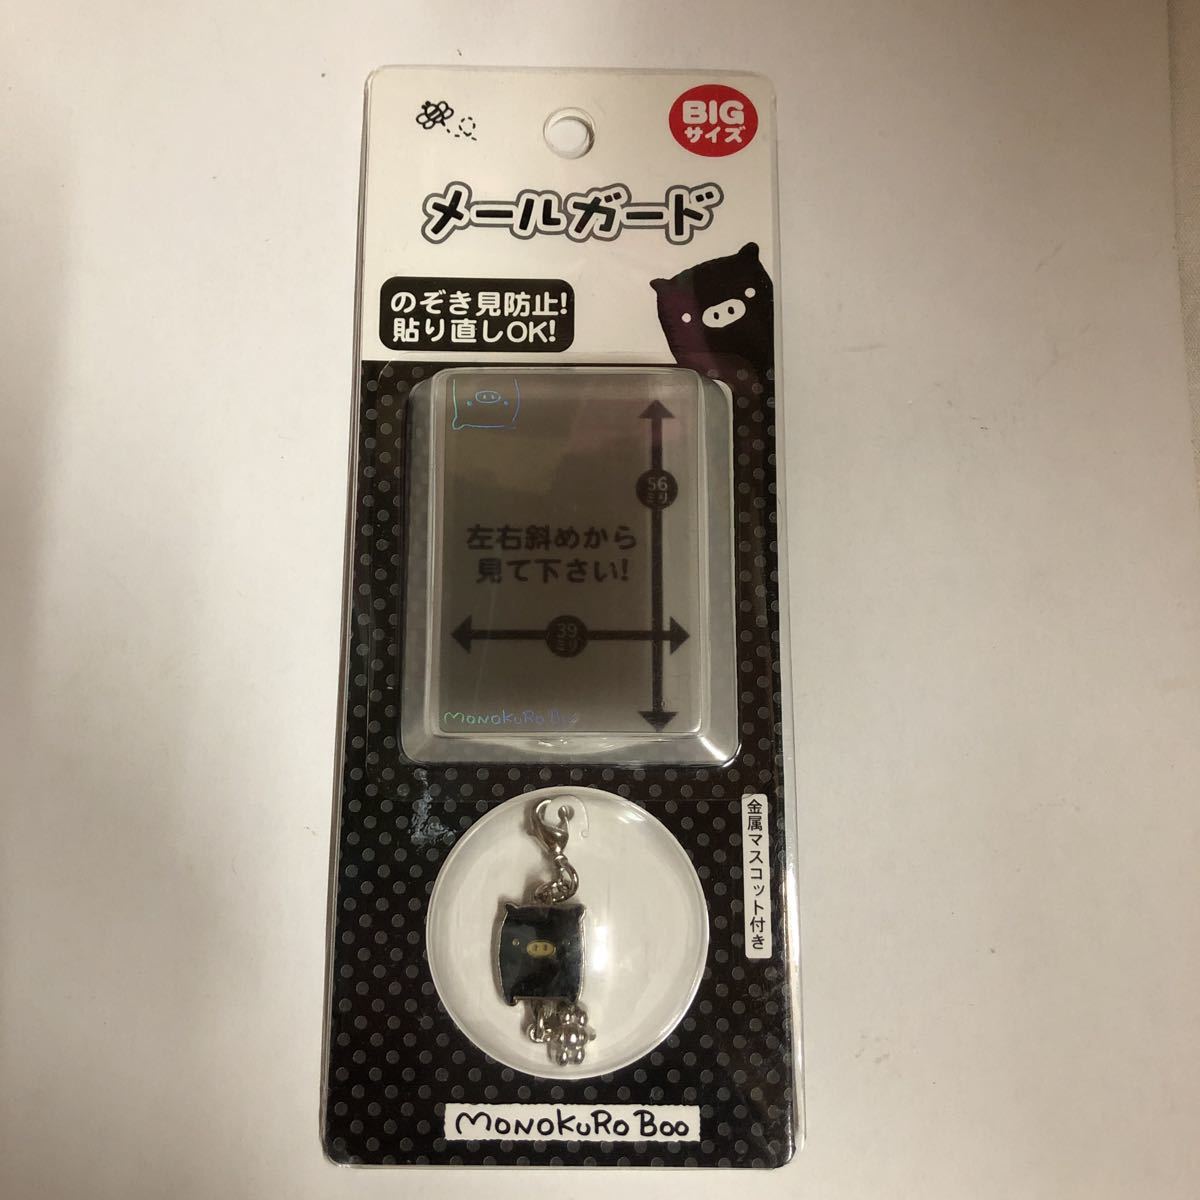 BIG
サイズ
メールガード
のぞき見防止!
貼り直しOK!
56
ミリ
左右斜めから
見て下さい!
39
ミリ
MONOKURO BOO
金属マスコット付き
MONOKURO BOO